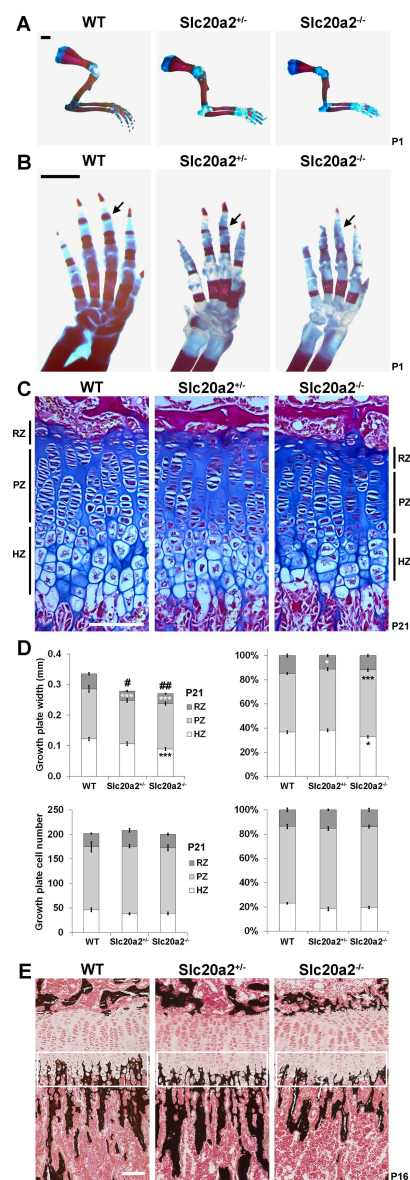 A WT Slc20a2+/- Slc20a2-/-
P1
B WT Slc20a2+/- Slc20a2-/-
P1
C WT Slc20a2+/- Slc20a2-/-
RZ
RZ
PZ
PZ
HZ
HZ
P21
D
Growth plate width (mm)
0.4
0.3
0.2
0.1
0.0
# ##
*** ***
***
P21
RZ
PZ
HZ
WT Slc20a2+/- Slc20a2-/-
100%
80%
60%
40%
20%
0%
*
***
*
WT Slc20a2+/- Slc20a2-/-
Growth plate cell number
250
200
150
100
50
0
P21
RZ
PZ
HZ
WT Slc20a2+/- Slc20a2-/-
100%
80%
60%
40%
20%
0%
WT Slc20a2+/- Slc20a2-/-
E WT Slc20a2+/- Slc20a2-/-
P16